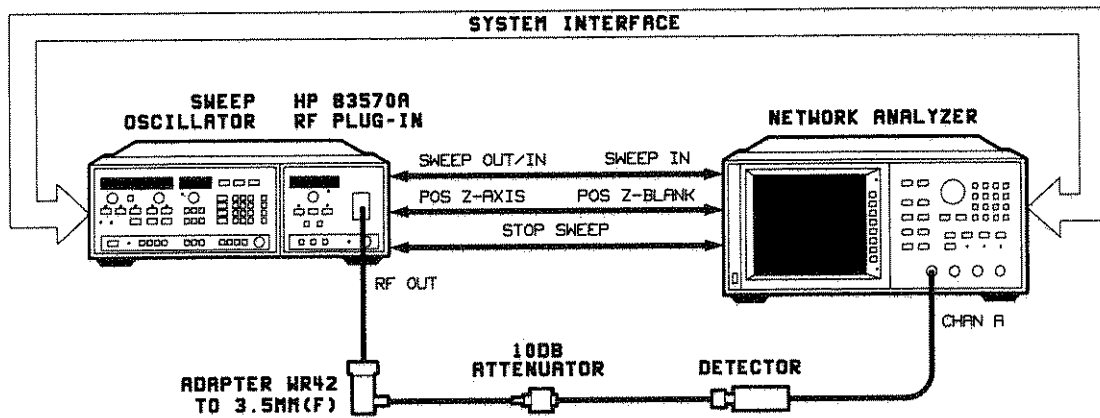 SYSTEM INTERFACE
SWEEP OSCILLATOR
HP 83570A RF PLUG-IN
NETWORK ANALYZER
SWEEP OUT/IN SWEEP IN
POS Z-AXIS POS Z-BLANK
STOP SWEEP
RF OUT
CHAN A
10DB
ATTENUATOR
DETECTOR
ADAPTER WR42
TO 3.5MM(F)